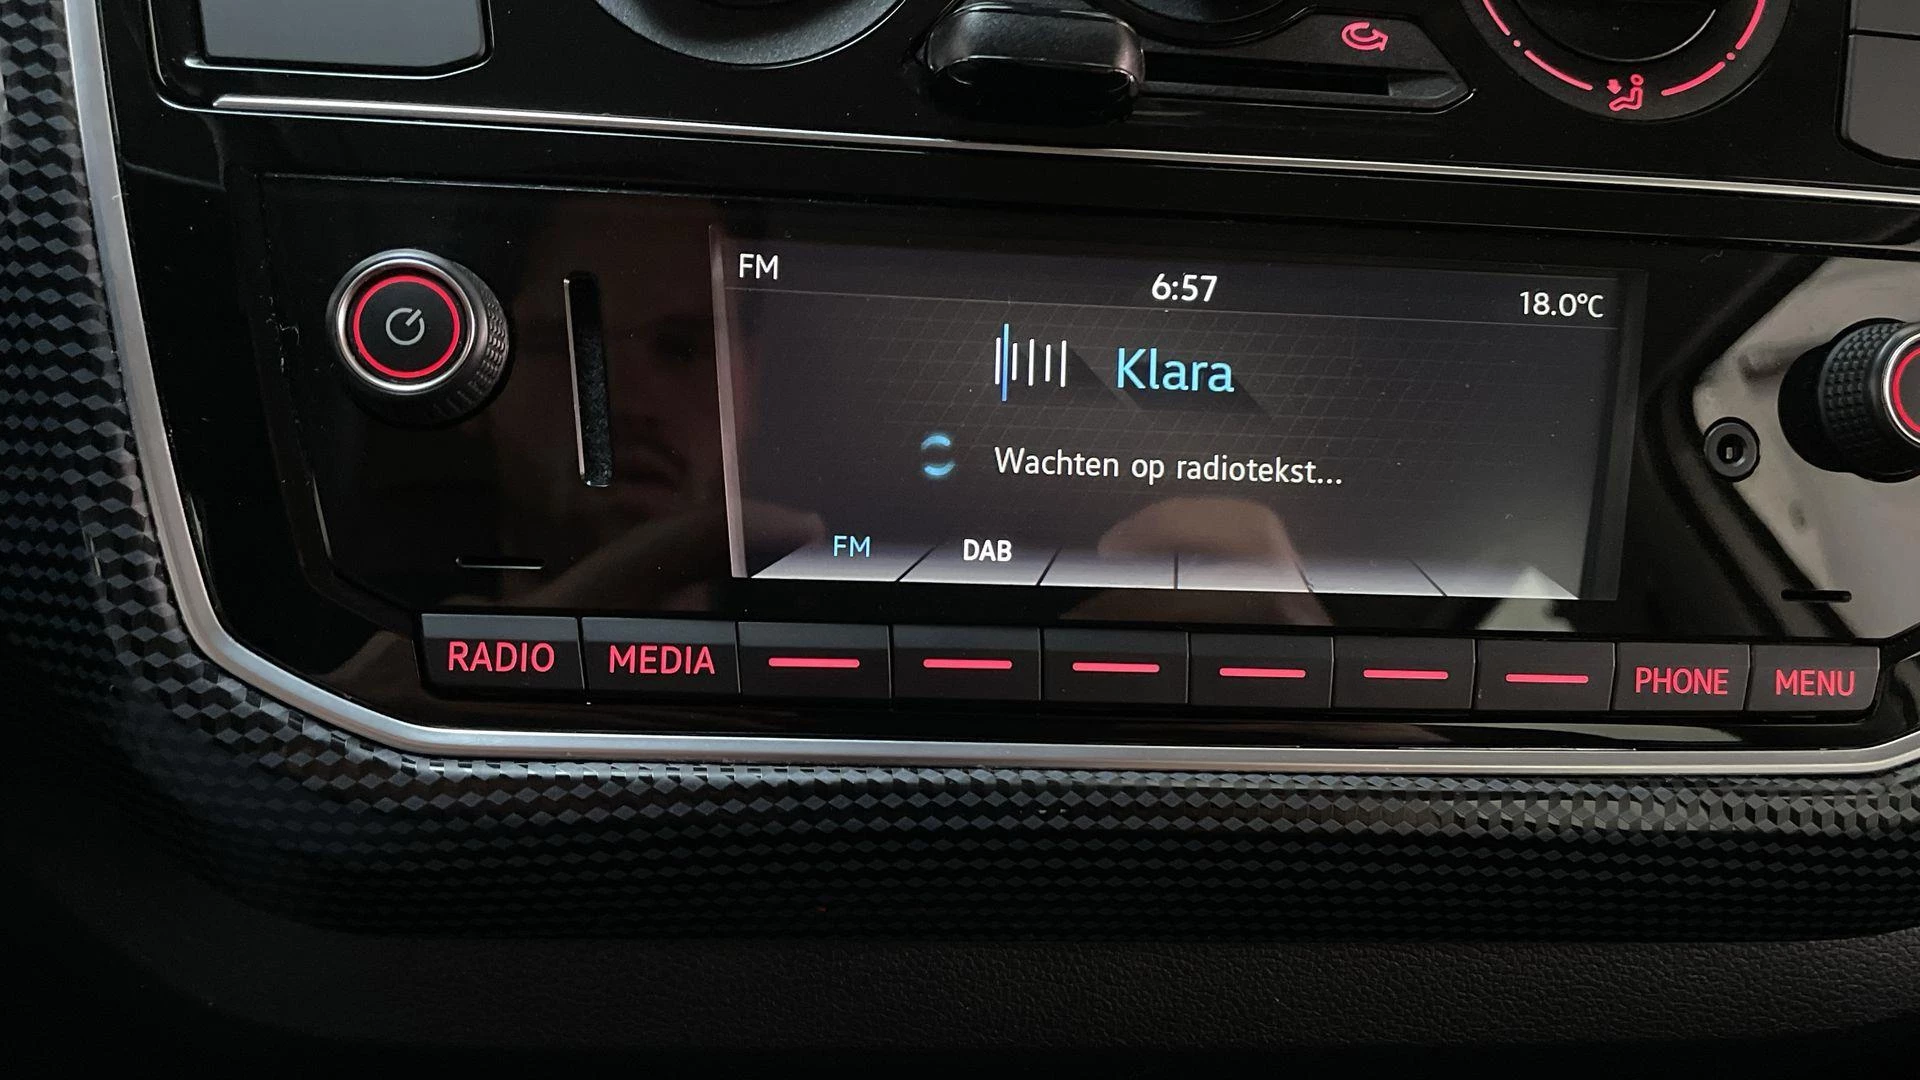 FM 6:57 18.0°C
Klara
Wachten op radiotekst...
FM DAB
RADIO MEDIA PHONE MENU